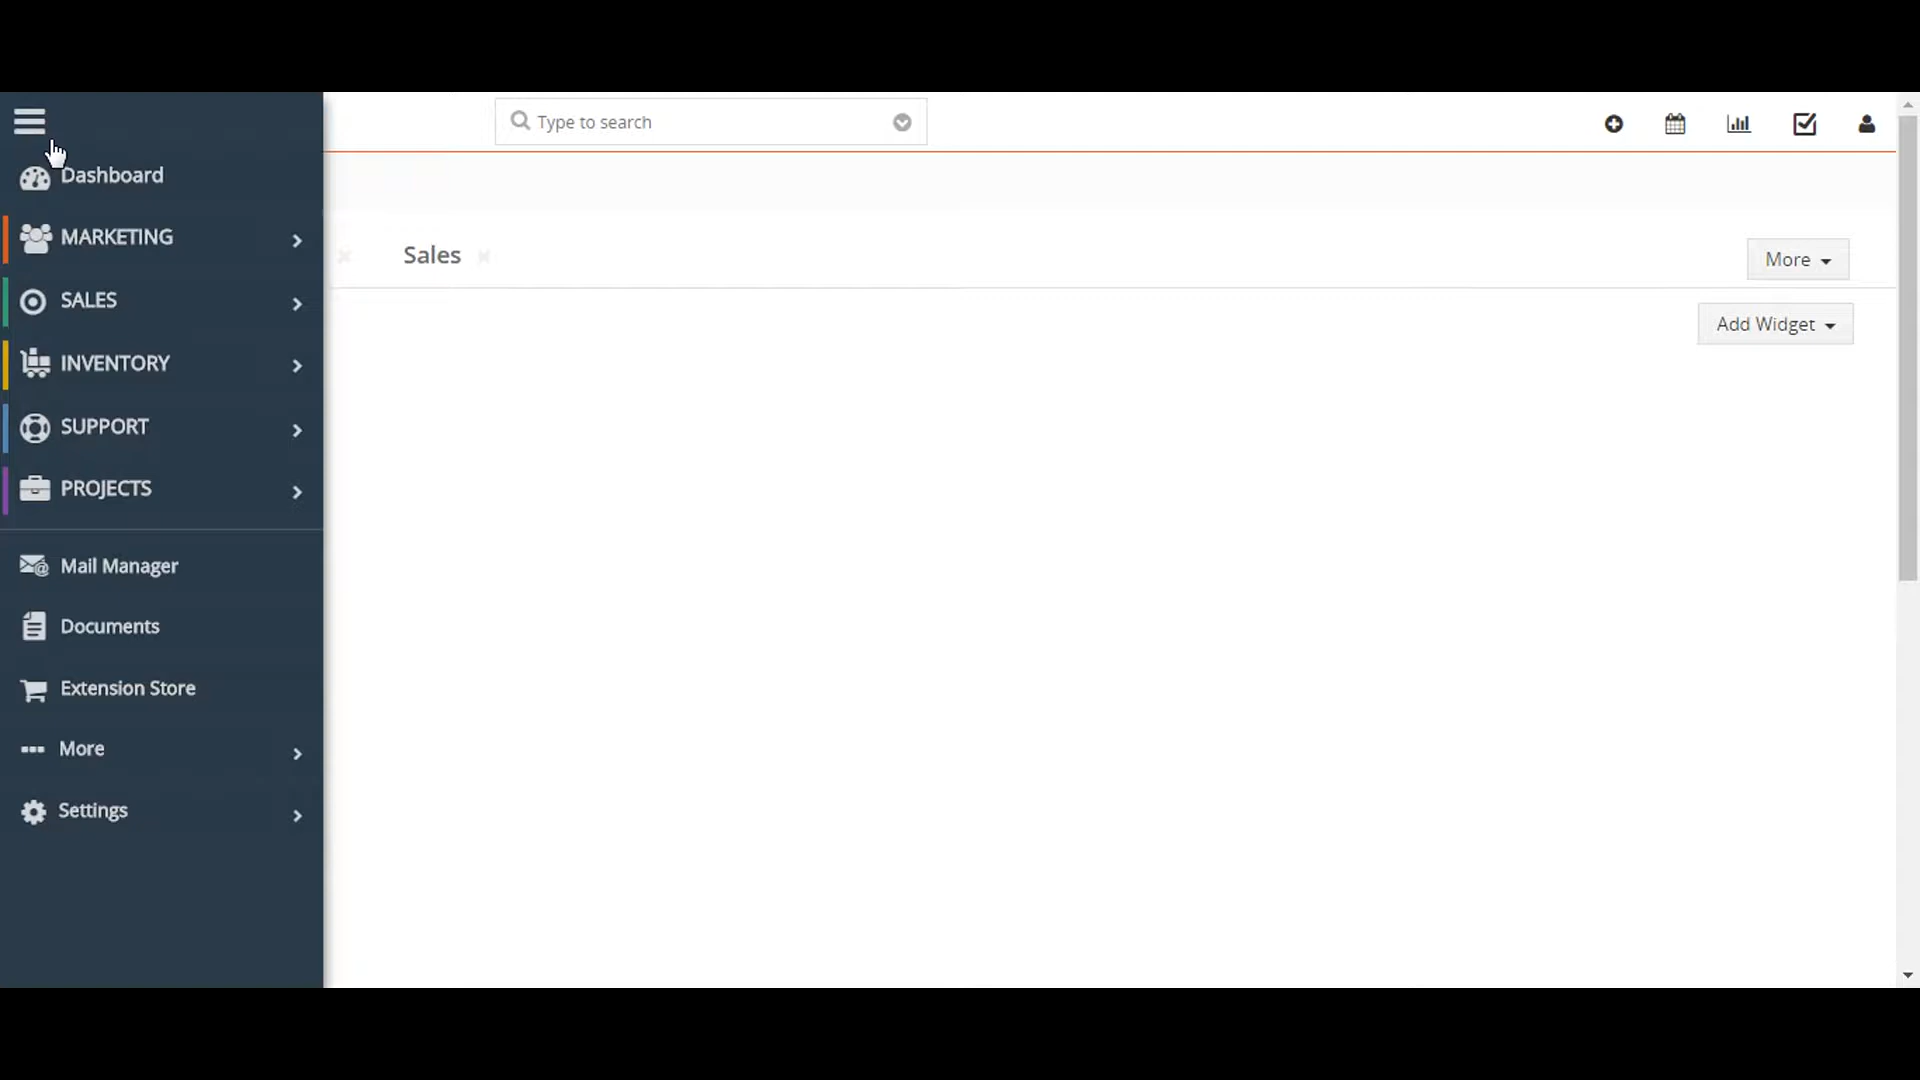 Type to search
Dashboard
MARKETING
Sales
More
SALES
Add Widget
INVENTORY
SUPPORT
PROJECTS
Mail Manager
Documents
Extension Store
More
Settings